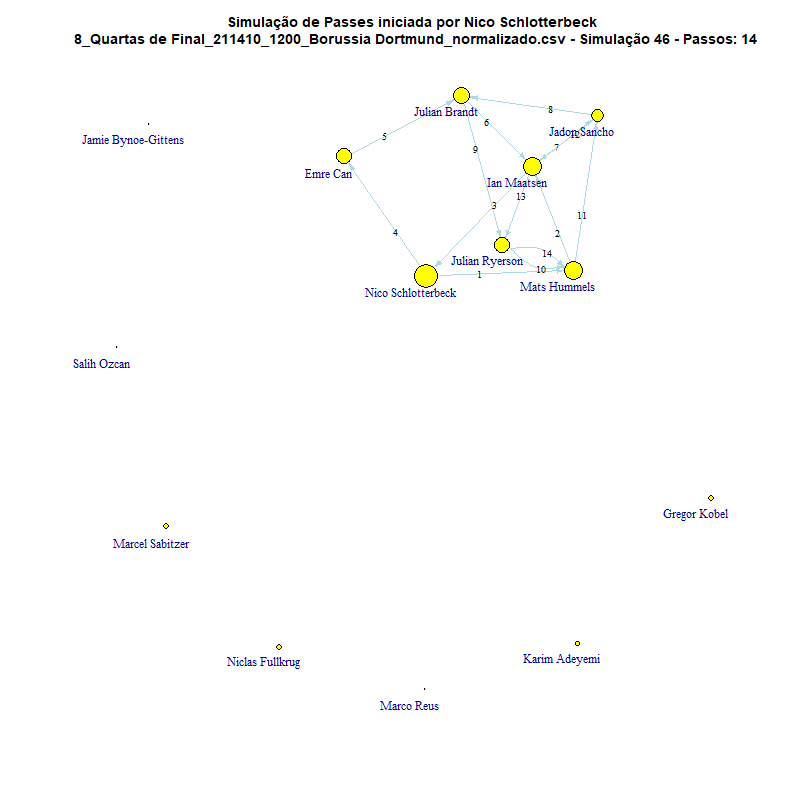 Simulação de Passes iniciada por Nico Schlotterbeck
8_Quartas de Final_211410_1200_Borussia Dortmund_normalizado.csv - Simulação 46 - Passos: 14
Julian Brandt
8
6
Jadon Sancho
12
Jamie Bynoe-Gittens
5
9
7
Emre Can
Ian Maatsen
13
3
11
4
2
14
Julian Ryerson
10
1
Mats Hummels
Nico Schlotterbeck
Salih Ozcan
Gregor Kobel
Marcel Sabitzer
Niclas Fullkrug
Karim Adeyemi
Marco Reus